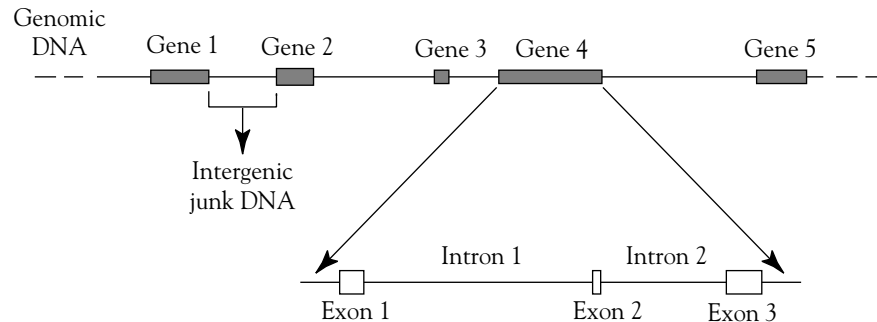 Genomic
DNA
Gene 1
Gene 2
Gene 3
Gene 4
Gene 5
Intergenic
junk DNA
Intron 1
Intron 2
Exon 1
Exon 2
Exon 3